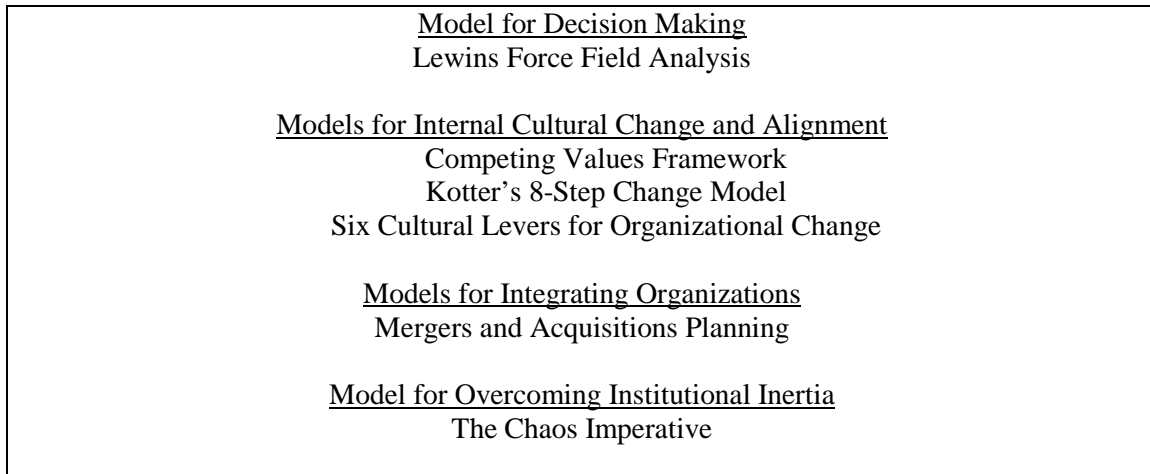 Model for Decision Making
Lewins Force Field Analysis
Models for Internal Cultural Change and Alignment
Competing Values Framework
Kotter’s 8-Step Change Model
Six Cultural Levers for Organizational Change
Models for Integrating Organizations
Mergers and Acquisitions Planning
Model for Overcoming Institutional Inertia
The Chaos Imperative